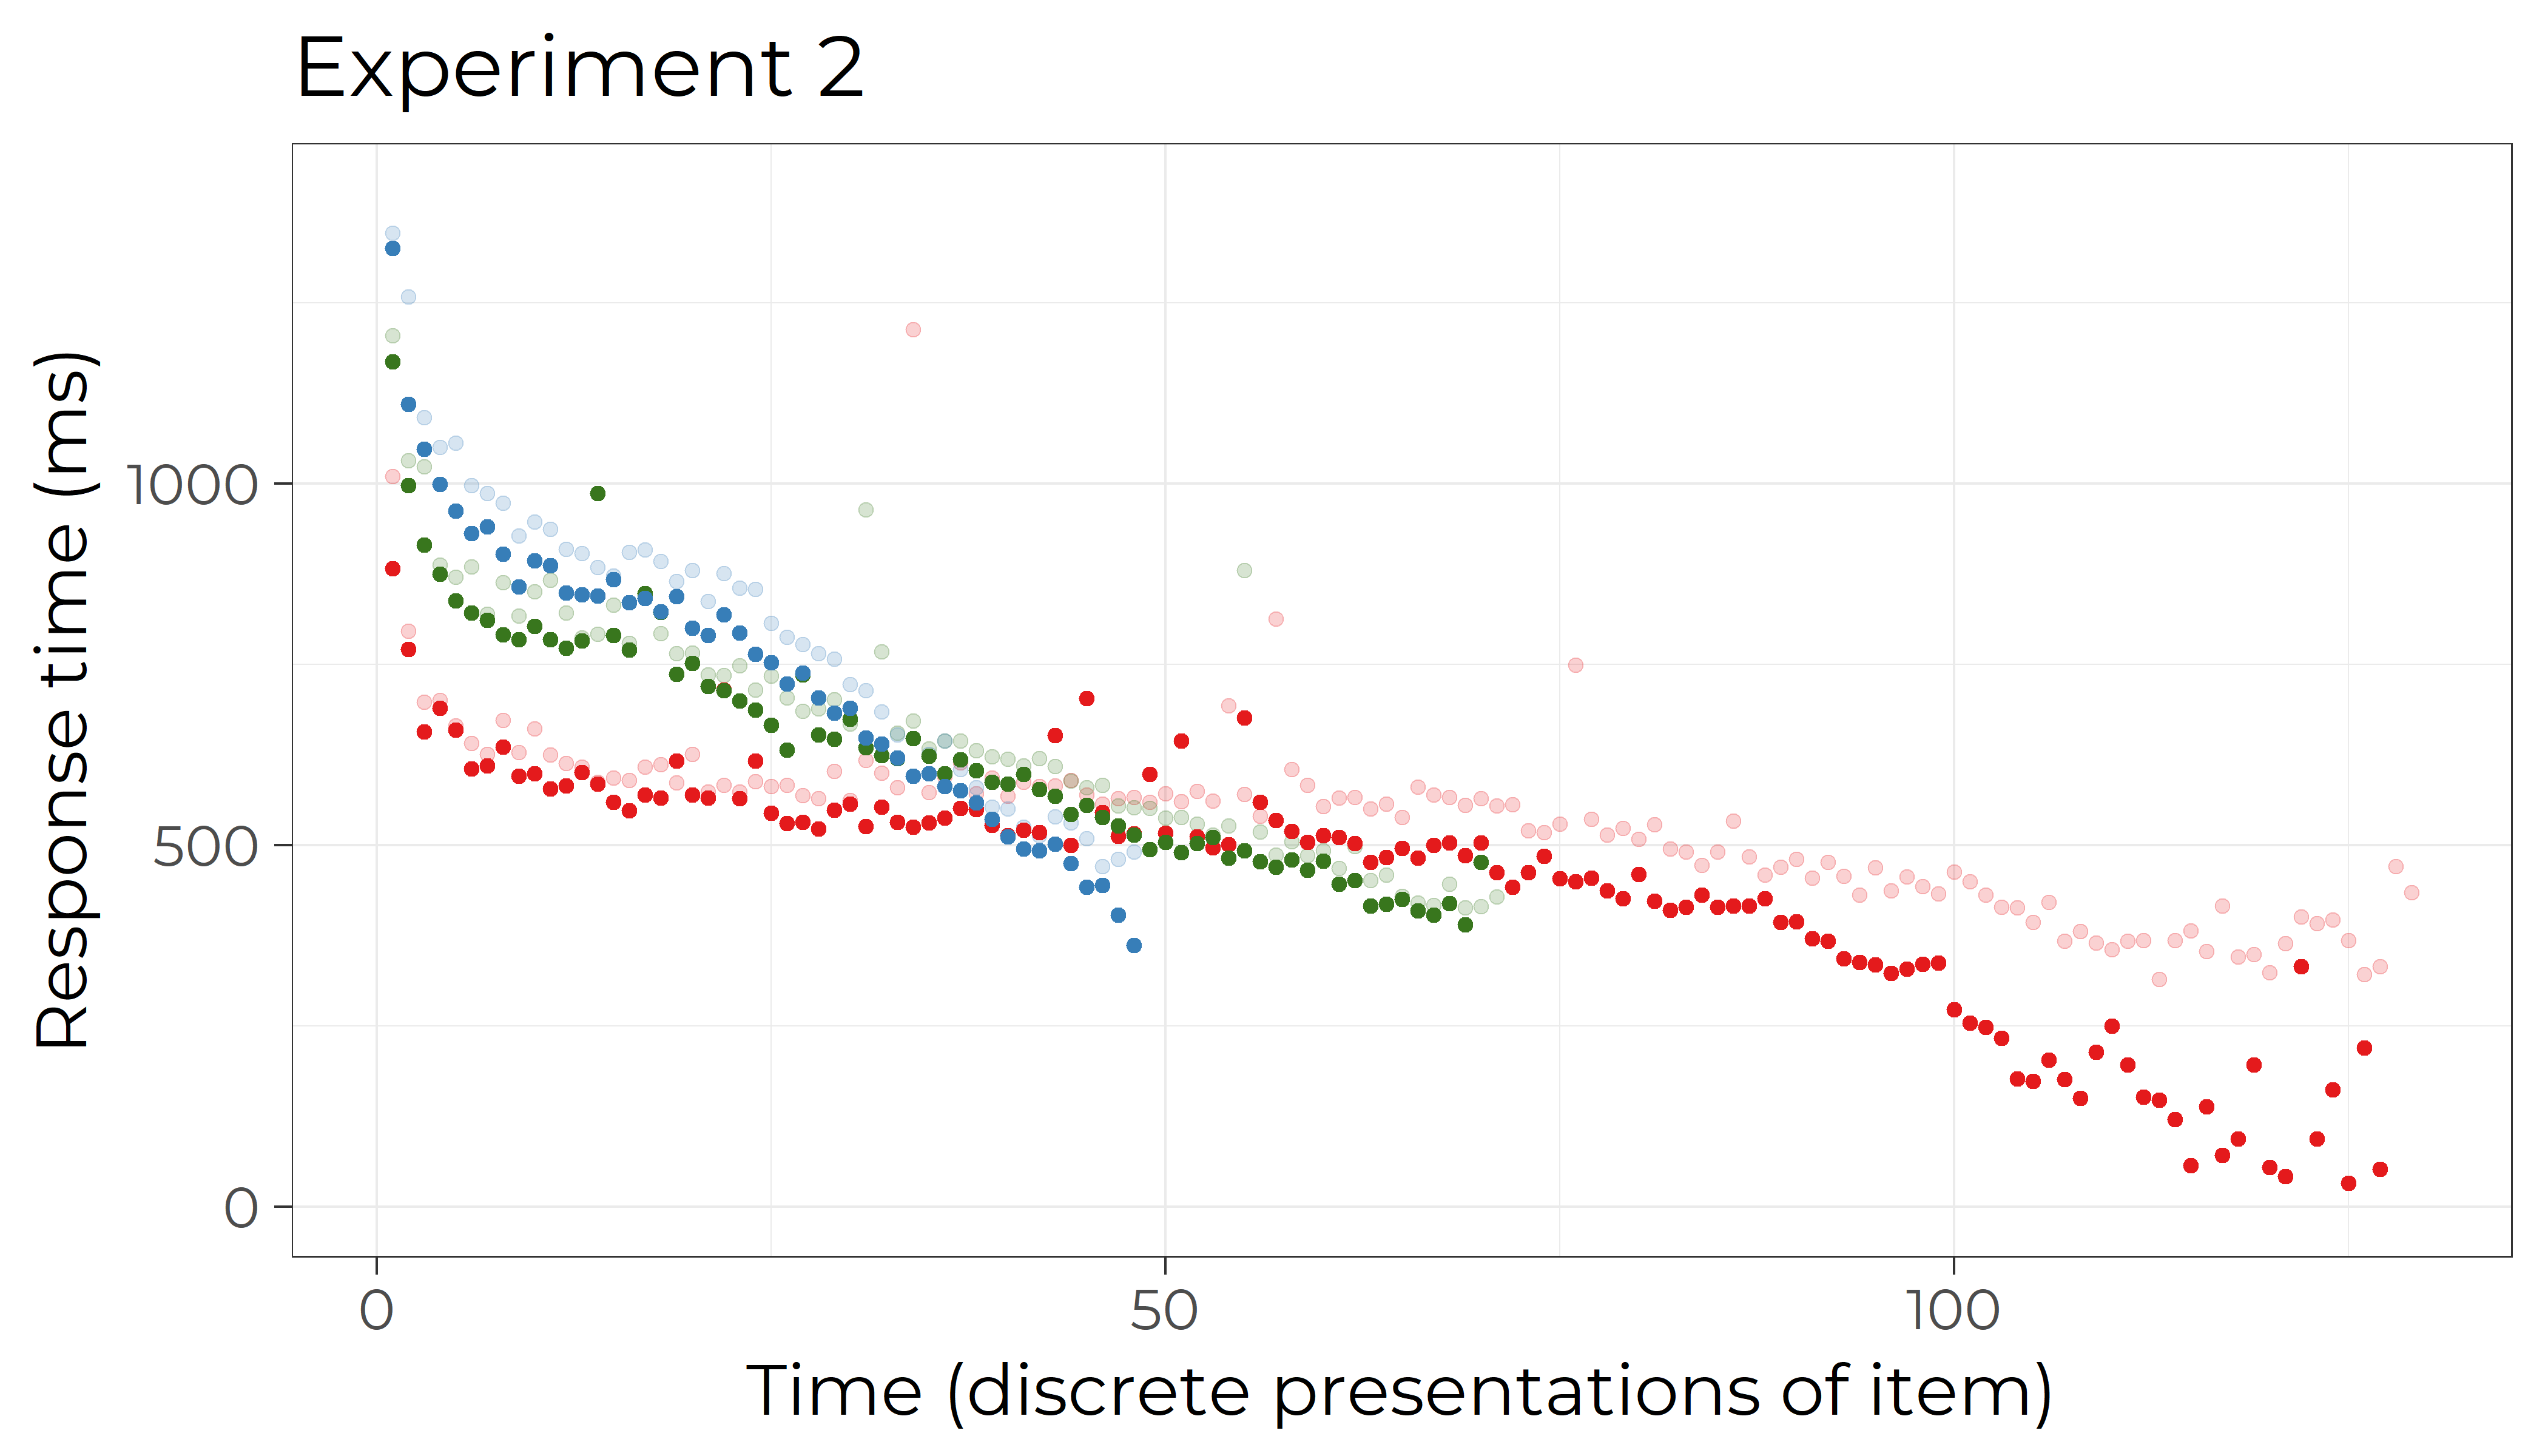 Experiment 2
Response time (ms)
1000
500
0
0
50
100
Time (discrete presentations of item)